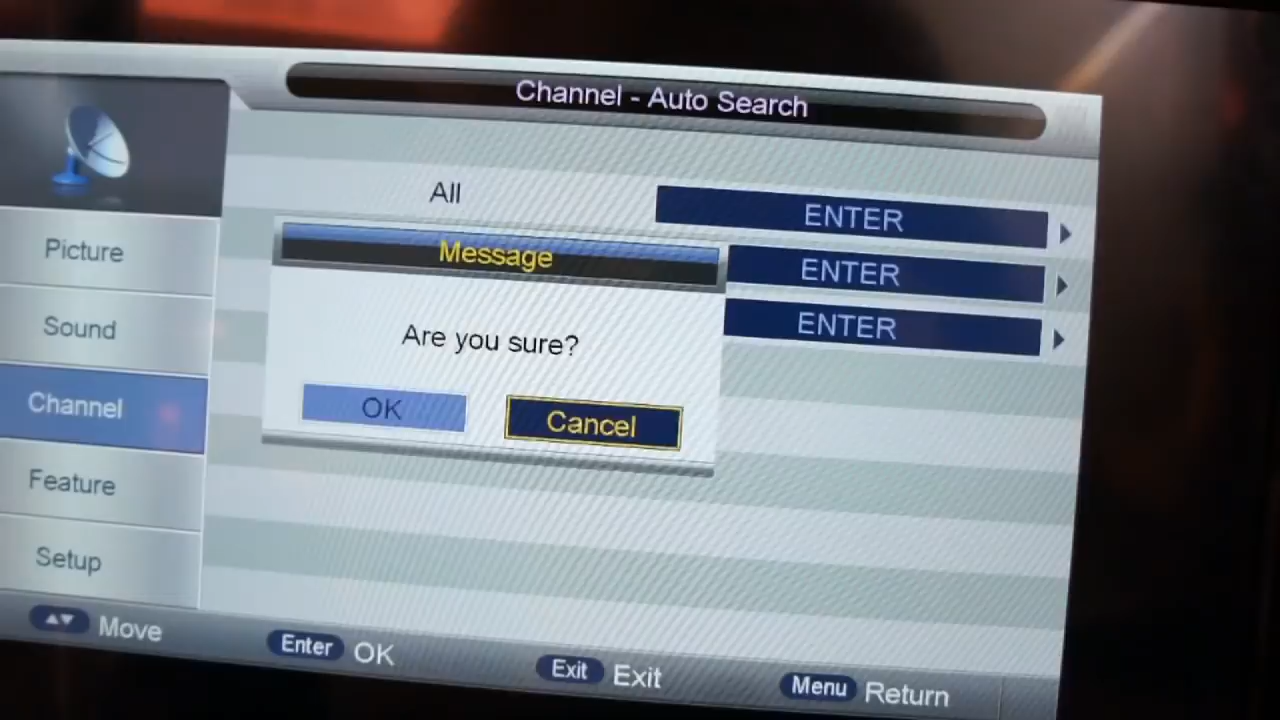 Channel - Auto Search
All
ENTER
Picture
Message
ENTER
Sound
Are you sure?
ENTER
Channel
OK
Cancel
Feature
Setup
Move
Enter OK
Exit Exit
Menu Return